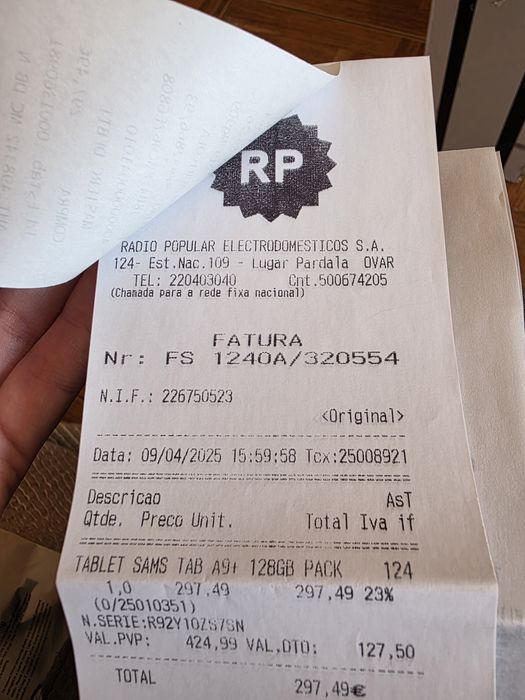 RP
RADIO POPULAR ELECTRODOMESTICOS S.A.
124- Est.Nac.109 - Lugar Pardala OVAR
TEL: 220403040 Cnt.500674205
(Chamada para a rede fixa nacional)
FATURA
Nr: FS 1240A/320554
N.I.F.: 226750523
<Original>
Data: 09/04/2025 15:59:58 Tcx:25008921
Descricao AsT
Qtde. Preco Unit. Total Iva if
TABLET SAMS TAB A9+ 128GB PACK 124
1,0 297,49 297,49 23%
(0/25010351)
N.SERIE:R92Y10ZS7SN
VAL.PVP: 424,99 VAL.DTO: 127,50
TOTAL 297,49€